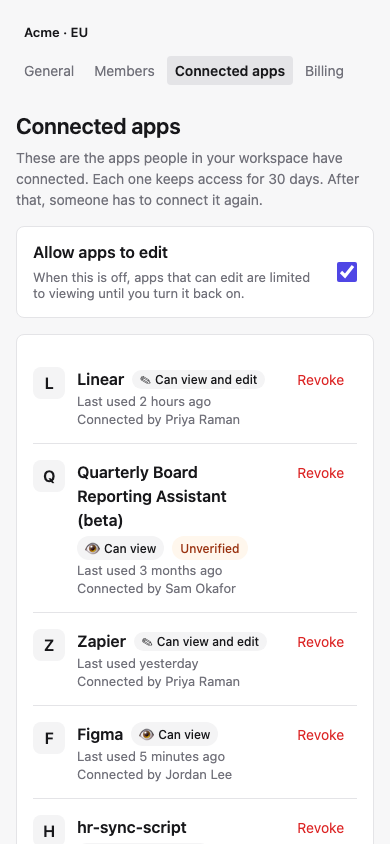 Acme · EU
General Members Connected apps Billing
Connected apps
These are the apps people in your workspace have
connected. Each one keeps access for 30 days. After
that, someone has to connect it again.
Allow apps to edit
When this is off, apps that can edit are limited
to viewing until you turn it back on.
L Linear Can view and edit Revoke
Last used 2 hours ago
Connected by Priya Raman
Q Quarterly Board Revoke
Reporting Assistant
(beta)
Can view Unverified
Last used 3 months ago
Connected by Sam Okafor
Z Zapier Can view and edit Revoke
Last used yesterday
Connected by Priya Raman
F Figma Can view Revoke
Last used 5 minutes ago
Connected by Jordan Lee
H hr-sync-script Revoke